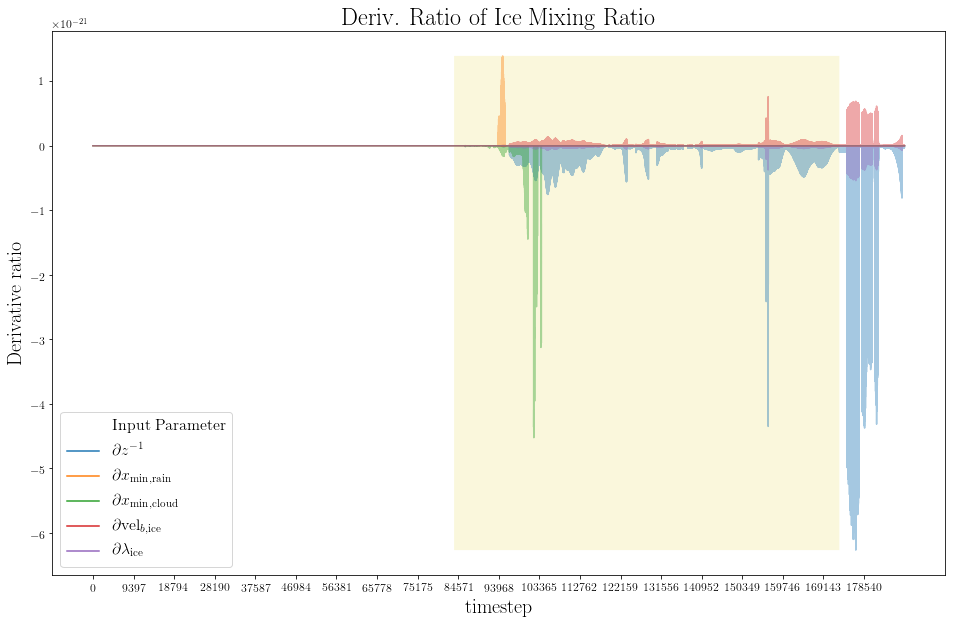 Deriv. Ratio of Ice Mixing Ratio
×10⁻²¹
1
0
−1
−2
−3
−4
−5
−6
Derivative ratio
Input Parameter
∂z⁻¹
∂x_min,rain
∂x_min,cloud
∂vel_b,ice
∂λ_ice
0 9397 18794 28190 37587 46984 56381 65778 75175 84571 93968 103365 112762 122159 131556 140952 150349 159746 169143 178540
timestep